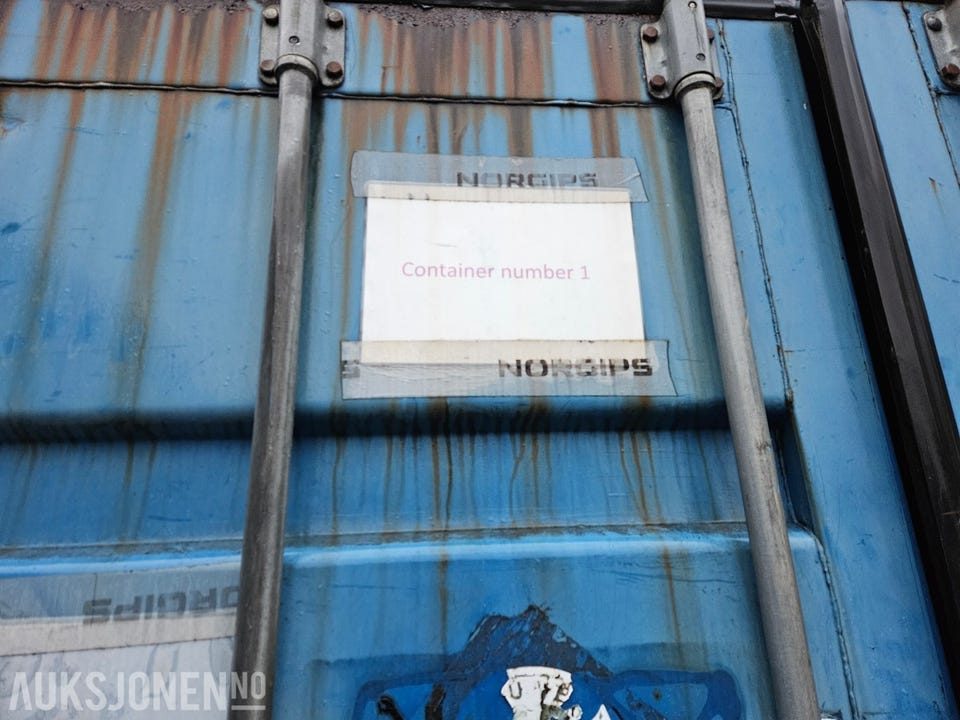 NORGIPS
Container number 1
S NORGIPS
NORGIPS
AUKSJONEN.NO